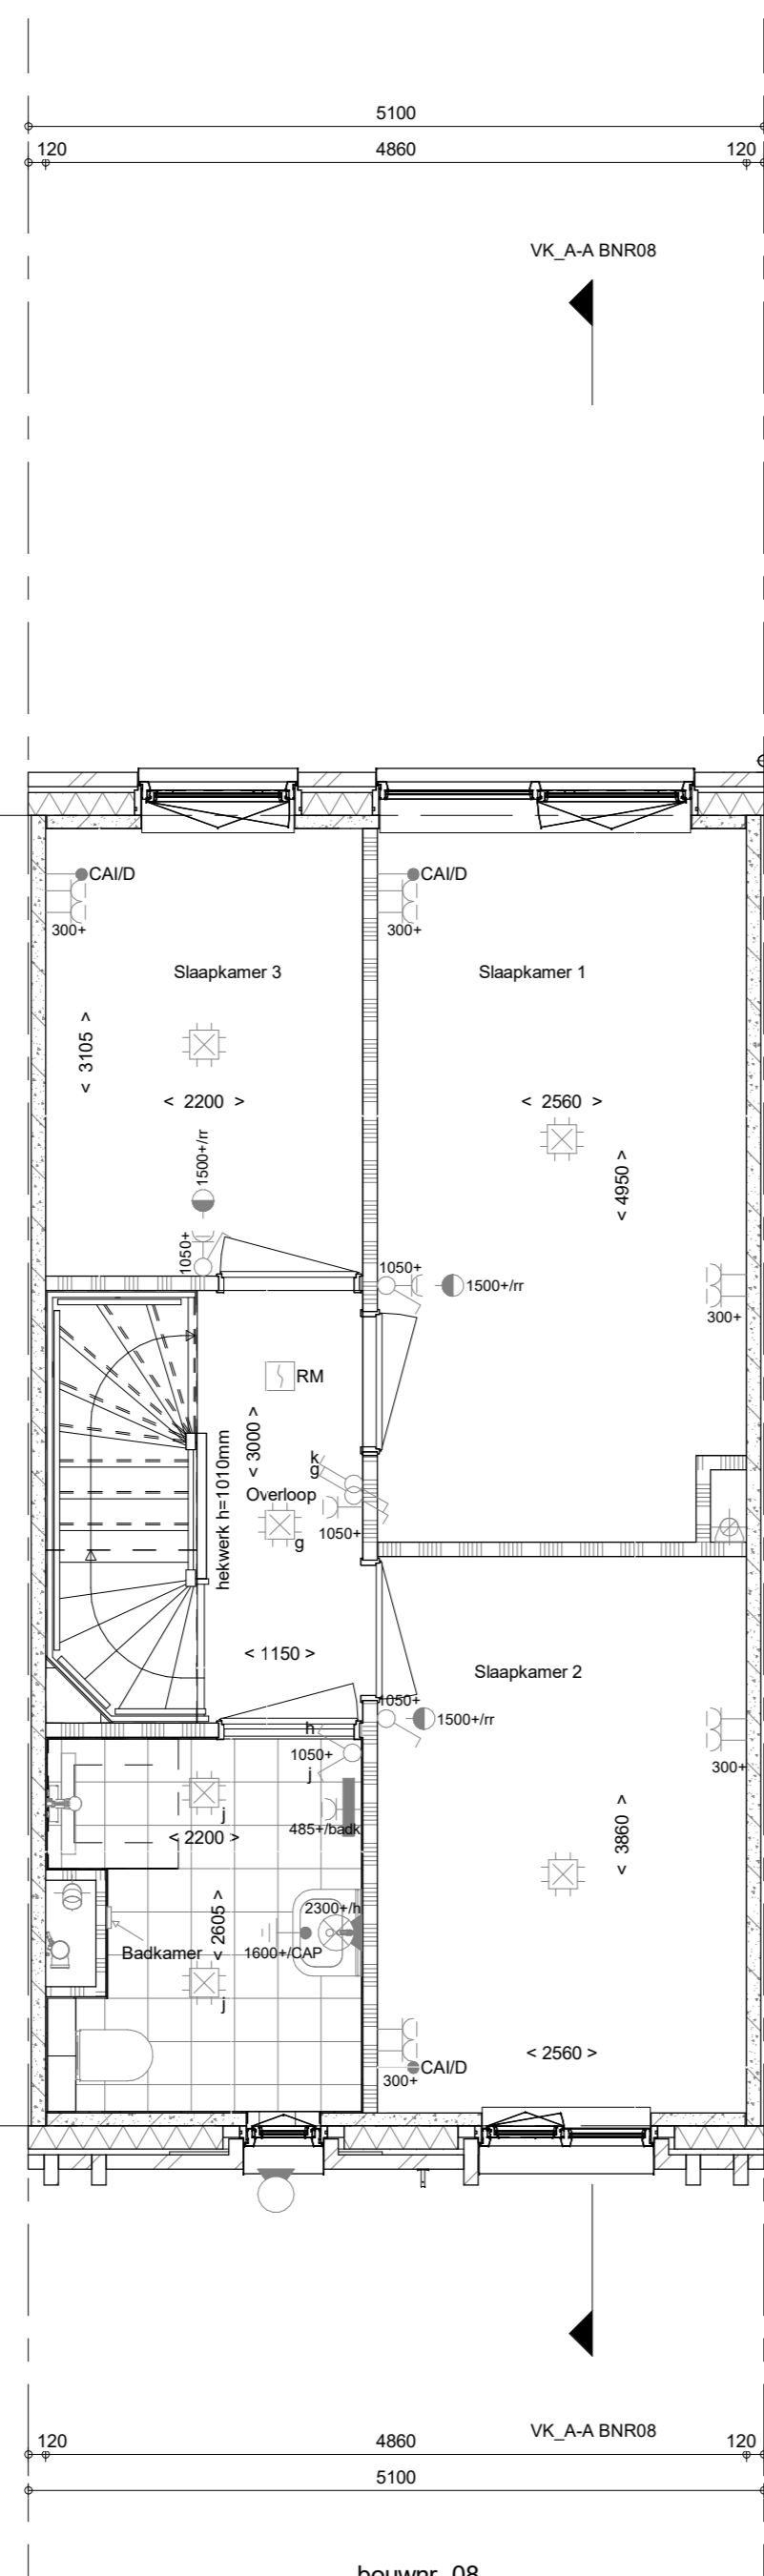 5100
120 4860 120
VK_A-A BNR08
CAI/D CAI/D
300+ 300+
Slaapkamer 3 Slaapkamer 1
< 3105 >
< 2200 > < 2560 >
1500+/rr
< 4950 >
1050+
1050+
1500+/rr
300+
RM
< 3000 >
hekwerk h=1010mm
k
g
Overloop
1050+
g
< 1150 >
Slaapkamer 2
1050+
1500+/rr
h
1050+
j
300+
j
485+/badk
< 2200 >
< 3860 >
2300+/h
< 2605 >
Badkamer
1600+/CAP
j
< 2560 >
CAI/D
300+
VK_A-A BNR08
120 4860 120
5100
bouwnr. 08